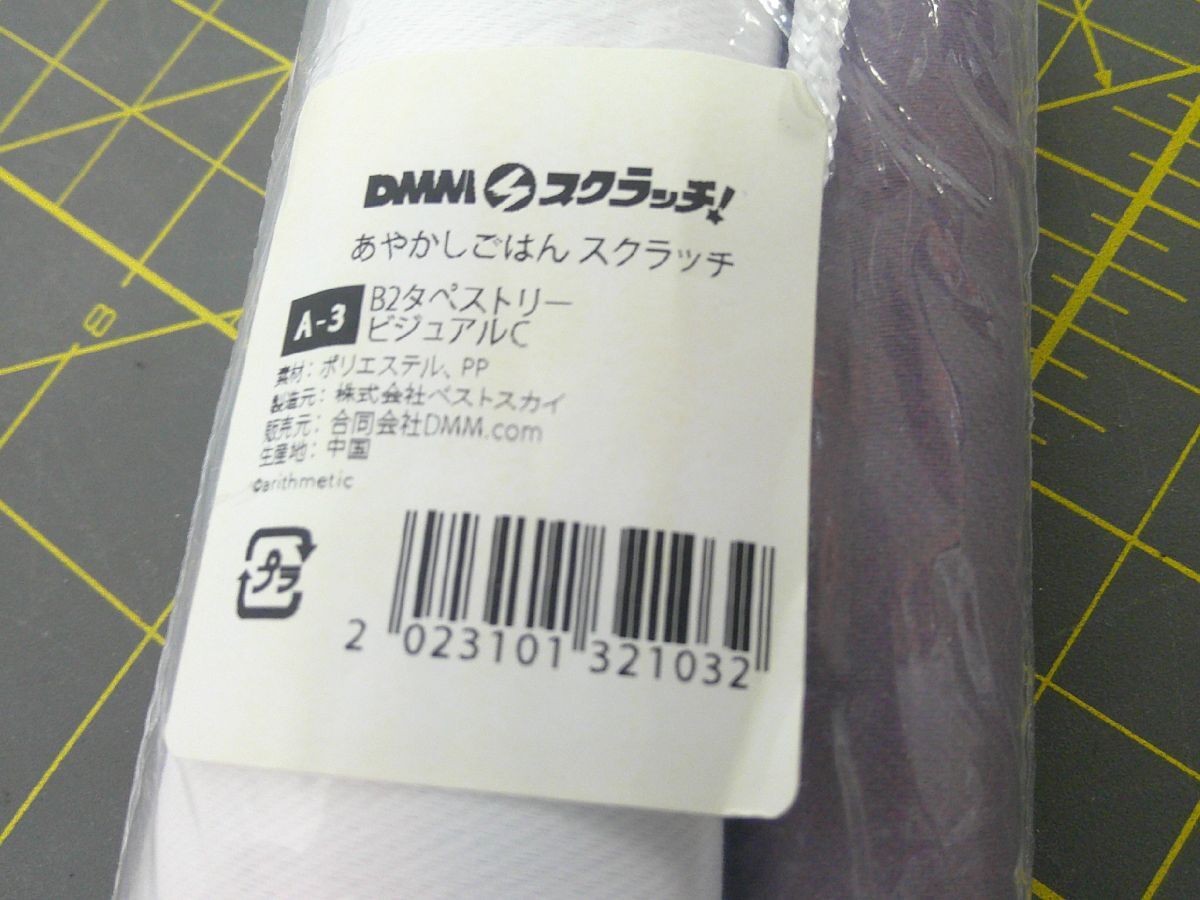 DMM スクラッチ!
あやかしごはん スクラッチ
A-3
B2タペストリー
ビジュアルC
素材: ポリエステル、PP
製造元: 株式会社ベストスカイ
販売元: 合同会社DMM.com
生産地: 中国
©arithmetic
プラ
2 023101 321032
8